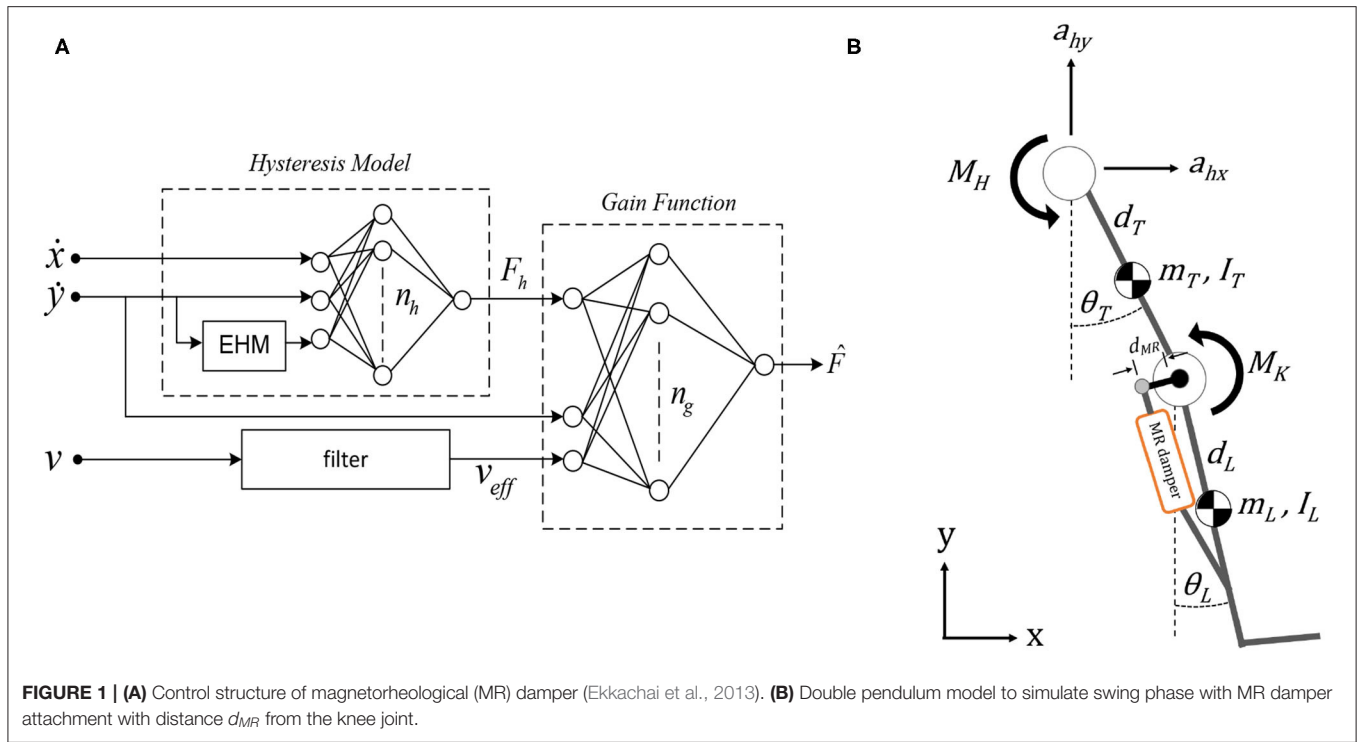 A
B
Hysteresis Model
Gain Function
ẋ
ẏ
EHM
n_h
F_h
n_g
F̂
v
filter
v_eff
a_hy
a_hx
M_H
d_T
m_T, I_T
θ_T
d_MR
M_K
MR damper
d_L
m_L, I_L
θ_L
y
x
FIGURE 1 | (A) Control structure of magnetorheological (MR) damper (Ekkachai et al., 2013). (B) Double pendulum model to simulate swing phase with MR damper
attachment with distance d_MR from the knee joint.